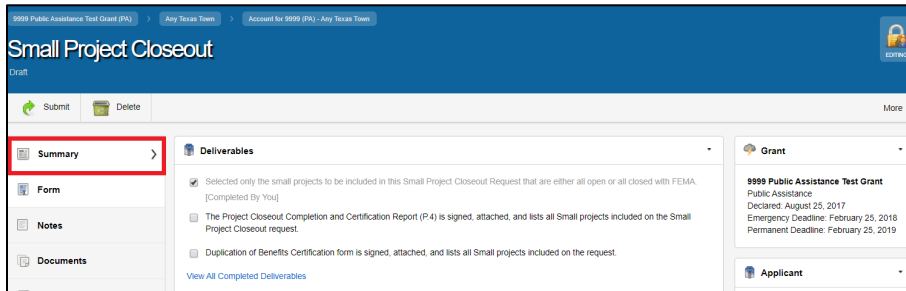 9999 Public Assistance Test Grant (PA) > Any Texas Town > Account for 9999 (PA) - Any Texas Town
Small Project Closeout
Draft
EDITING
Submit Delete
More
Summary
Form
Notes
Documents
Deliverables
Selected only the small projects to be included in this Small Project Closeout Request that are either all open or all closed with FEMA.
[Completed By You]
The Project Closeout Completion and Certification Report (P.4) is signed, attached, and lists all Small projects included on the Small
Project Closeout request.
Duplication of Benefits Certification form is signed, attached, and lists all Small projects included on the request.
View All Completed Deliverables
Grant
9999 Public Assistance Test Grant
Public Assistance
Declared: August 25, 2017
Emergency Deadline: February 25, 2018
Permanent Deadline: February 25, 2019
Applicant